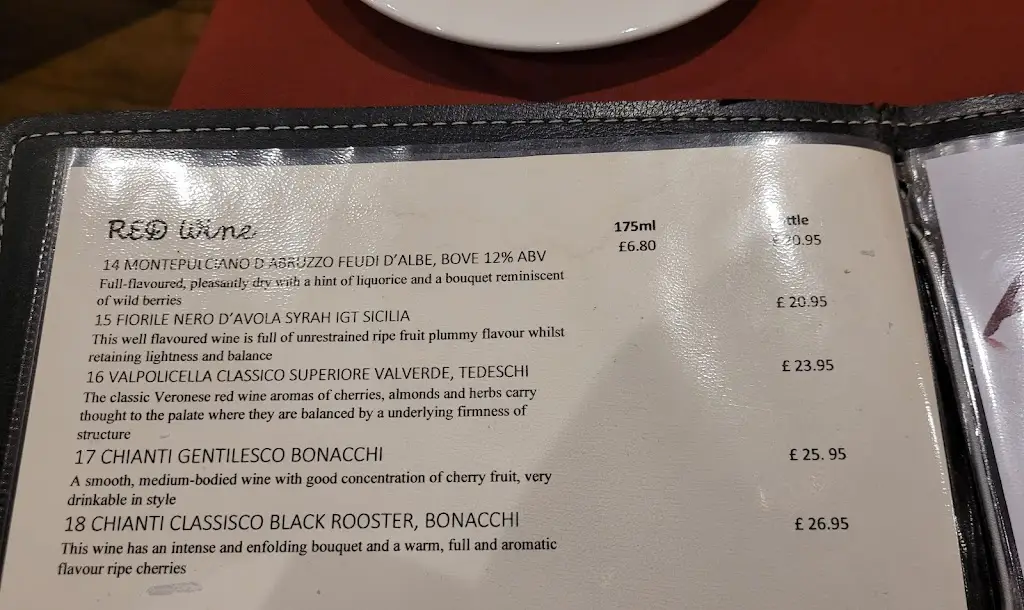 RED Wine 175ml ttle
14 MONTEPULCIANO D'ABRUZZO FEUDI D'ALBE, BOVE 12% ABV £6.80 £20.95
Full-flavoured, pleasantly dry with a hint of liquorice and a bouquet reminiscent
of wild berries
15 FIORILE NERO D'AVOLA SYRAH IGT SICILIA £ 20.95
This well flavoured wine is full of unrestrained ripe fruit plummy flavour whilst
retaining lightness and balance
16 VALPOLICELLA CLASSICO SUPERIORE VALVERDE, TEDESCHI £ 23.95
The classic Veronese red wine aromas of cherries, almonds and herbs carry
thought to the palate where they are balanced by a underlying firmness of
structure
17 CHIANTI GENTILESCO BONACCHI £ 25. 95
A smooth, medium-bodied wine with good concentration of cherry fruit, very
drinkable in style
18 CHIANTI CLASSISCO BLACK ROOSTER, BONACCHI £ 26.95
This wine has an intense and enfolding bouquet and a warm, full and aromatic
flavour ripe cherries